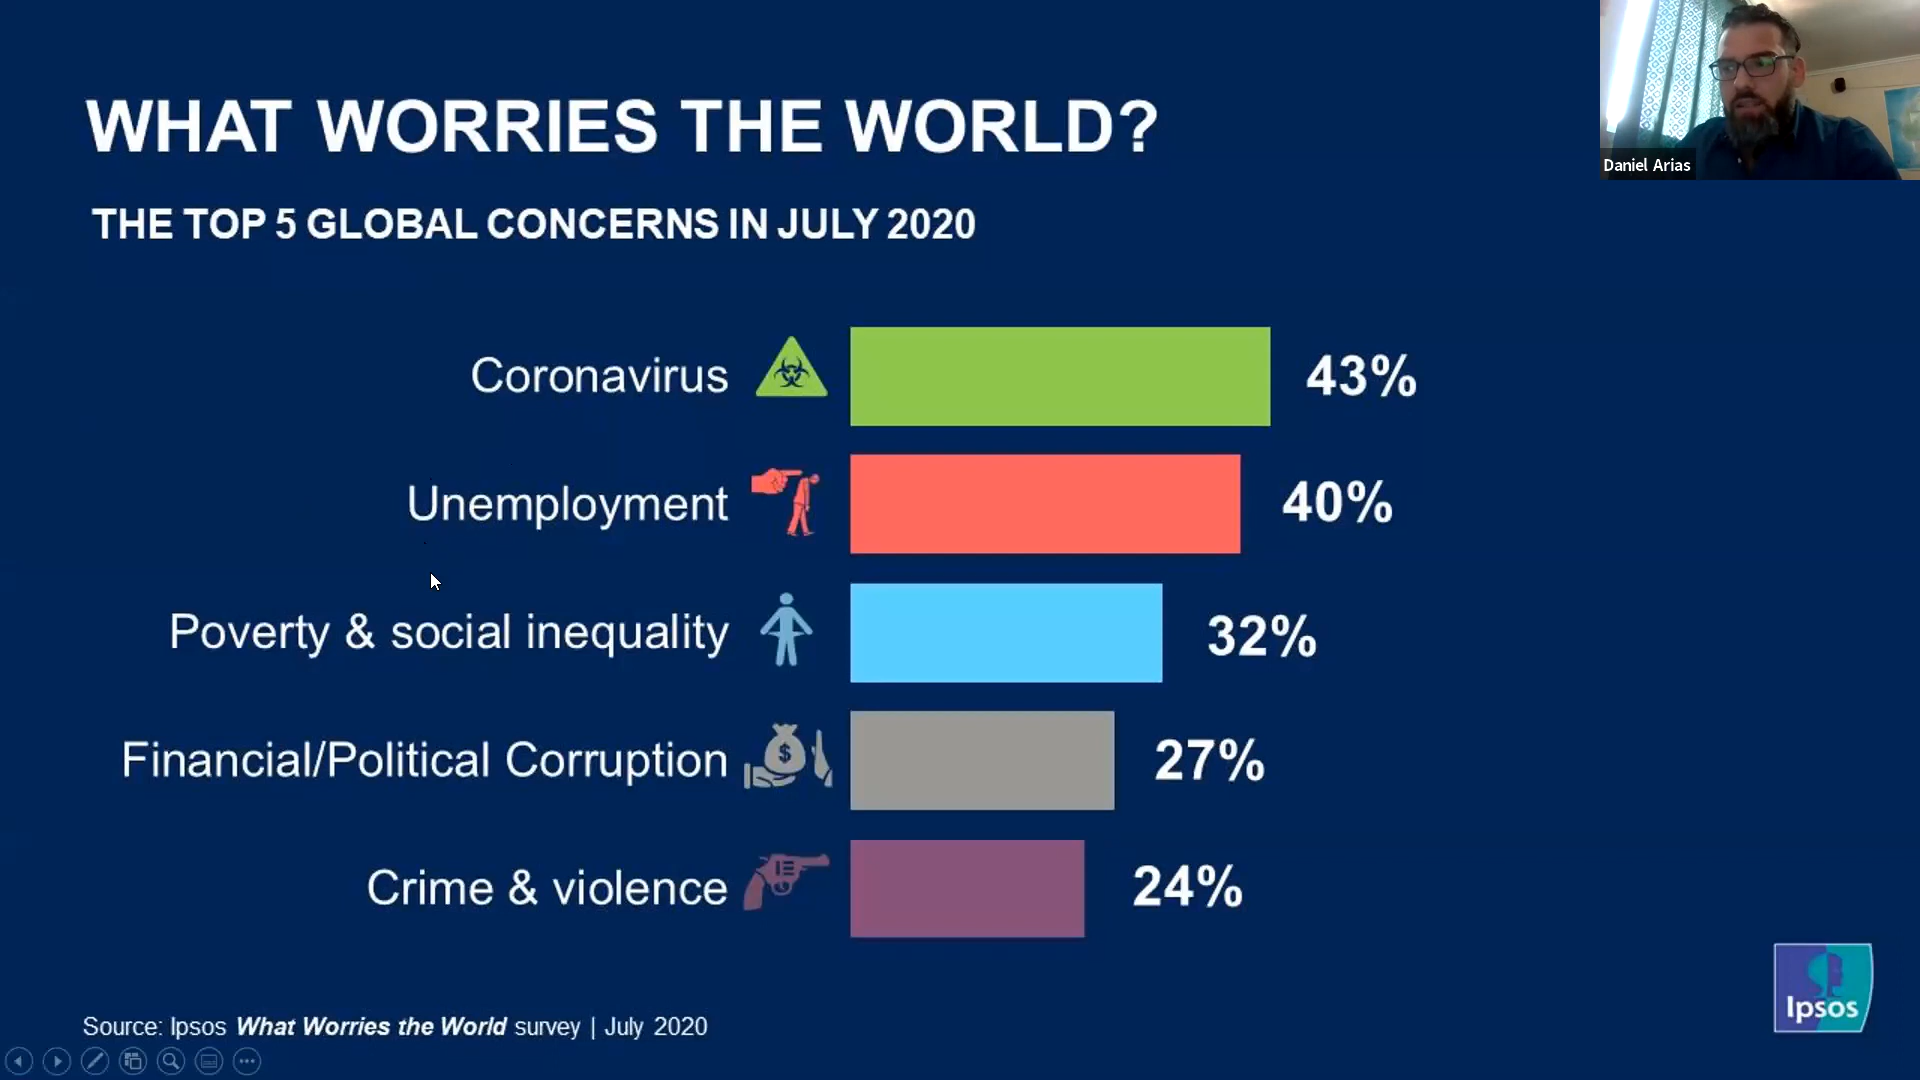 WHAT WORRIES THE WORLD?
Daniel Arias
THE TOP 5 GLOBAL CONCERNS IN JULY 2020
Coronavirus 43%
Unemployment 40%
Poverty & social inequality 32%
Financial/Political Corruption $ 27%
Crime & violence 24%
Ipsos
Source: Ipsos What Worries the World survey | July 2020